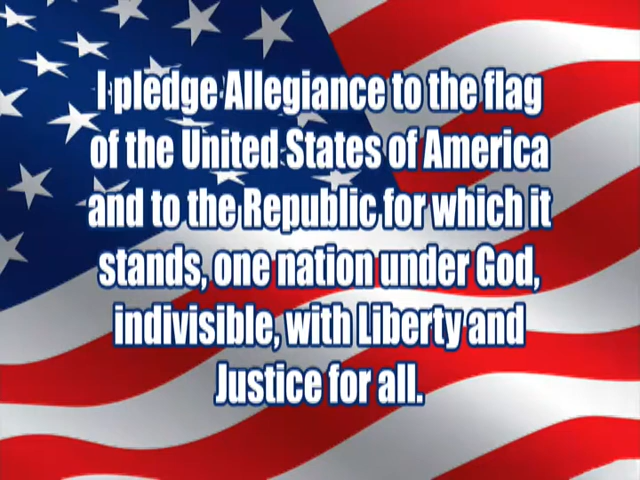 I pledge Allegiance to the flag
of the United States of America
and to the Republic for which it
stands, one nation under God,
indivisible, with Liberty and
Justice for all.